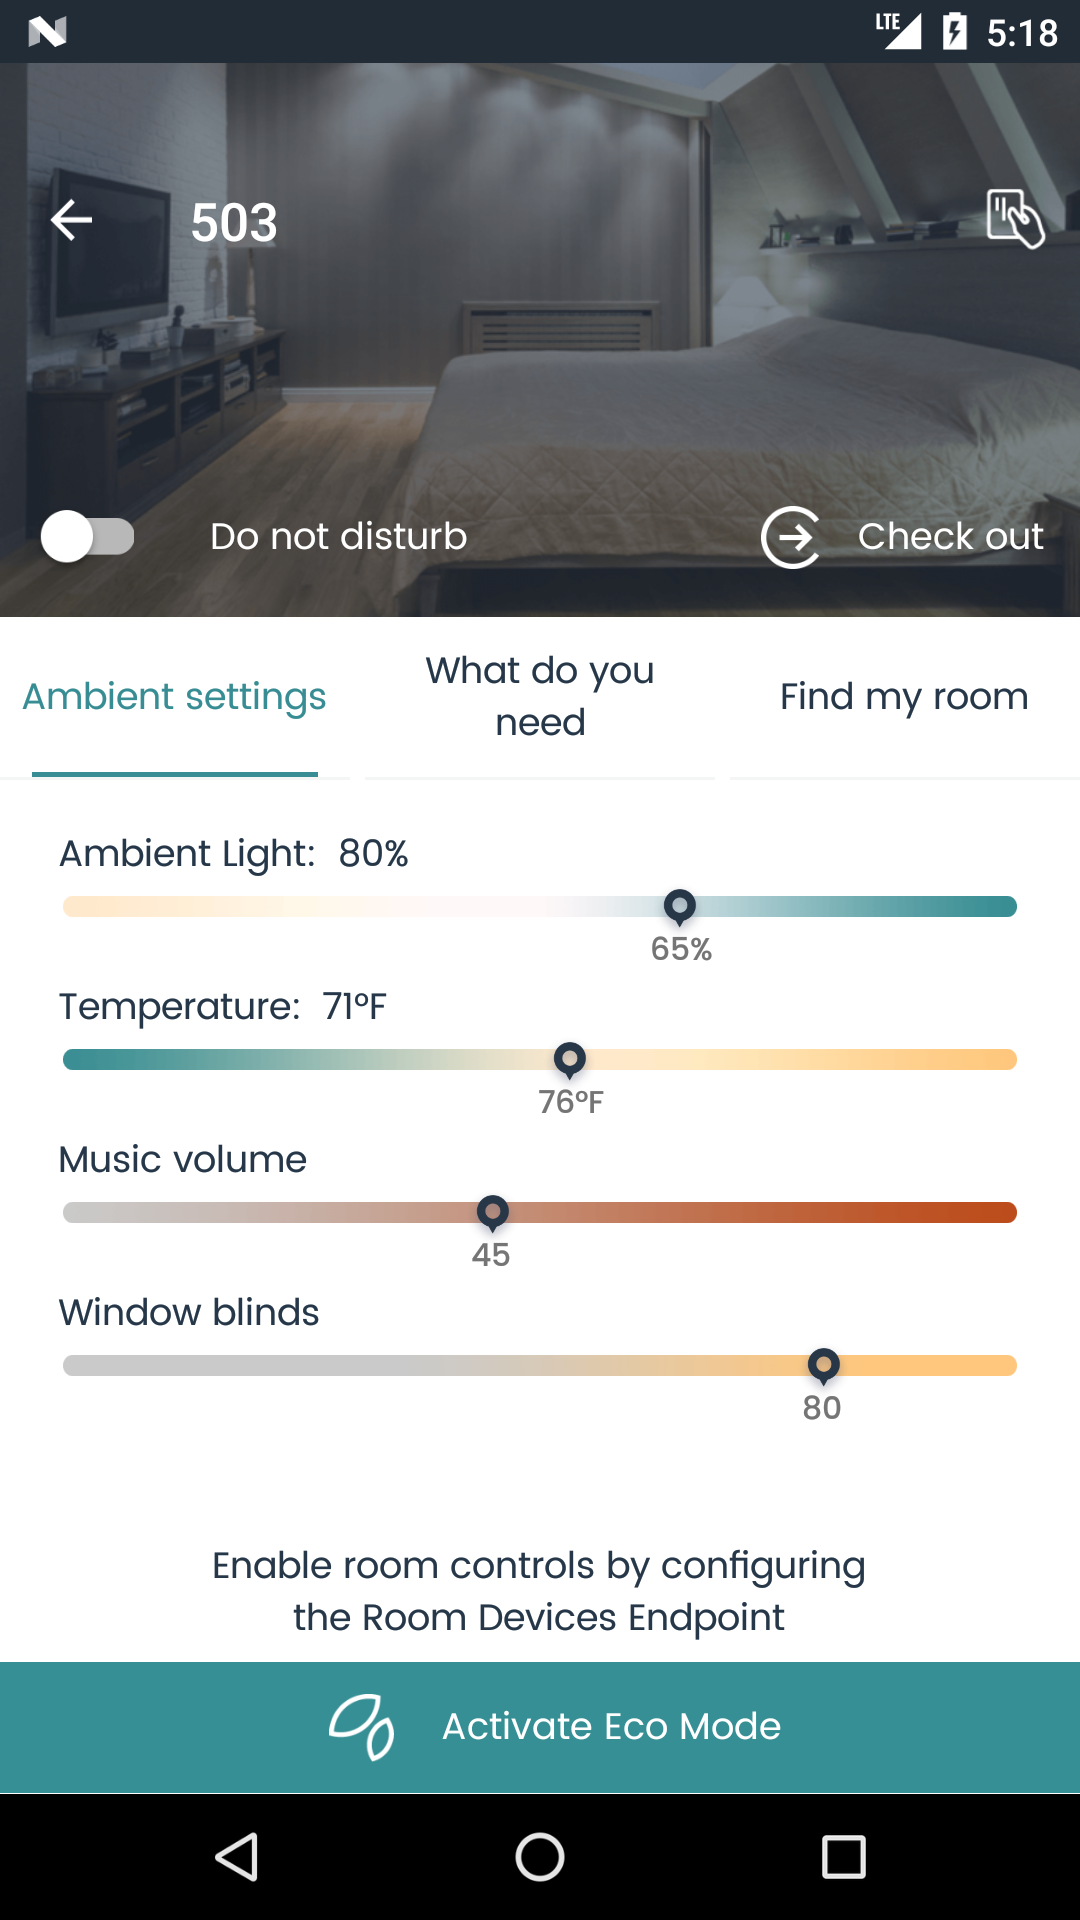 LTE 5:18
503
Do not disturb
Check out
Ambient settings
What do you
need
Find my room
Ambient Light: 80%
65%
Temperature: 71°F
76°F
Music volume
45
Window blinds
80
Enable room controls by configuring
the Room Devices Endpoint
Activate Eco Mode